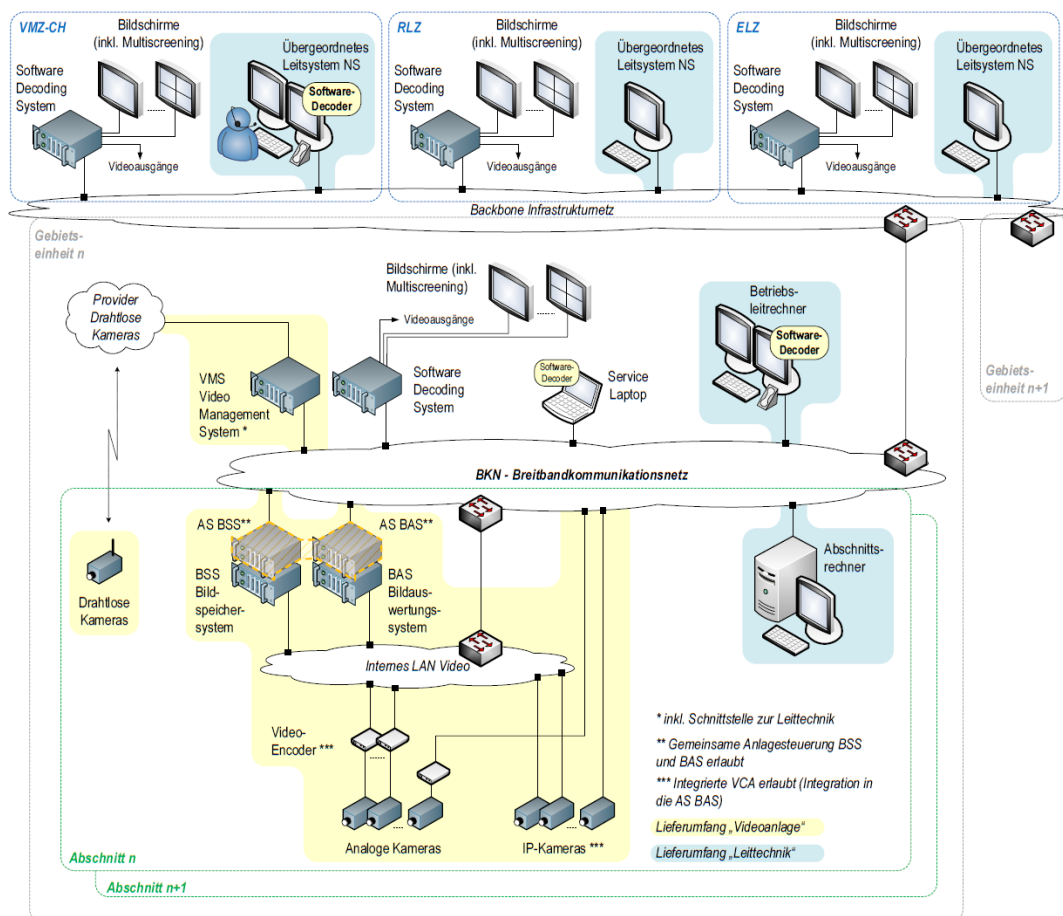 VMZ-CH
Bildschirme
(inkl. Multiscreening)
Software
Decoding
System
Videoausgänge
Übergeordnetes
Leitsystem NS
Software-
Decoder
RLZ
Bildschirme
(inkl. Multiscreening)
Software
Decoding
System
Videoausgänge
Übergeordnetes
Leitsystem NS
ELZ
Bildschirme
(inkl. Multiscreening)
Software
Decoding
System
Videoausgänge
Übergeordnetes
Leitsystem NS
Backbone Infrastrukturnetz
Gebiets-
einheit n
Gebiets-
einheit n+1
Provider
Drahtlose
Kameras
VMS
Video
Management
System *
Bildschirme (inkl.
Multiscreening)
Videoausgänge
Software
Decoding
System
Software-
Decoder
Service
Laptop
Betriebs-
leitrechner
Software-
Decoder
BKN - Breitbandkommunikationsnetz
Drahtlose
Kameras
AS BSS**
BSS
Bild-
speicher-
system
AS BAS**
BAS
Bildaus-
wertungs-
system
Abschnitts-
rechner
Internes LAN Video
Video-
Encoder ***
Analoge Kameras
IP-Kameras ***
* inkl. Schnittstelle zur Leittechnik
** Gemeinsame Anlagesteuerung BSS
und BAS erlaubt
*** Integrierte VCA erlaubt (Integration in
die AS BAS)
Lieferumfang „Videoanlage“
Lieferumfang „Leittechnik“
Abschnitt n
Abschnitt n+1